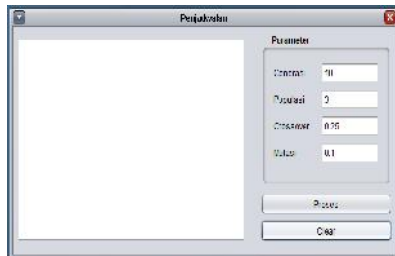 Penjadwalan
Parameter
Generasi 10
Populasi 3
Crossover 0.25
Mutasi 0.1
Proses
Clear